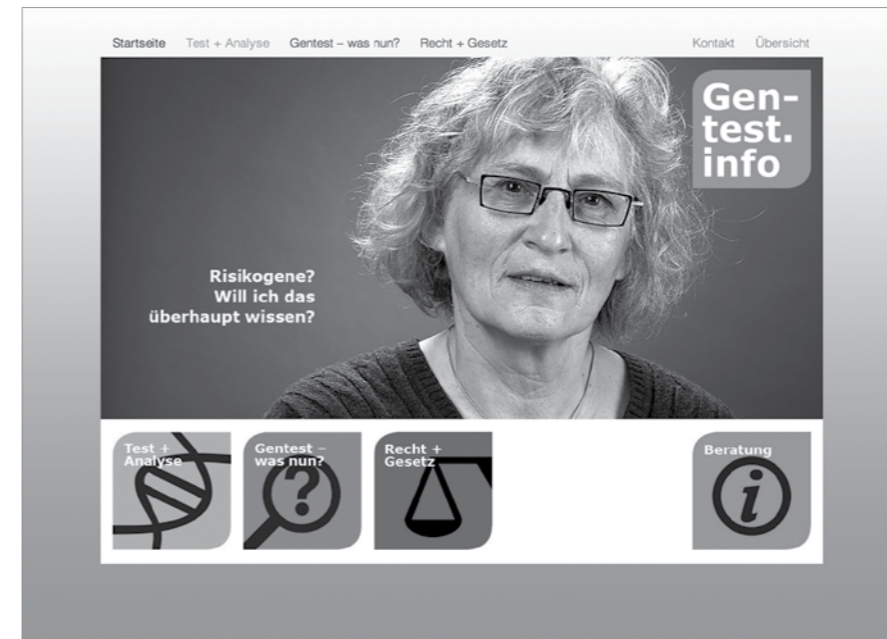 Startseite Test + Analyse Gentest – was nun? Recht + Gesetz Kontakt Übersicht
Gen-
test.
info
Risikogene?
Will ich das
überhaupt wissen?
Test +
Analyse
Gentest –
was nun?
Recht +
Gesetz
Beratung